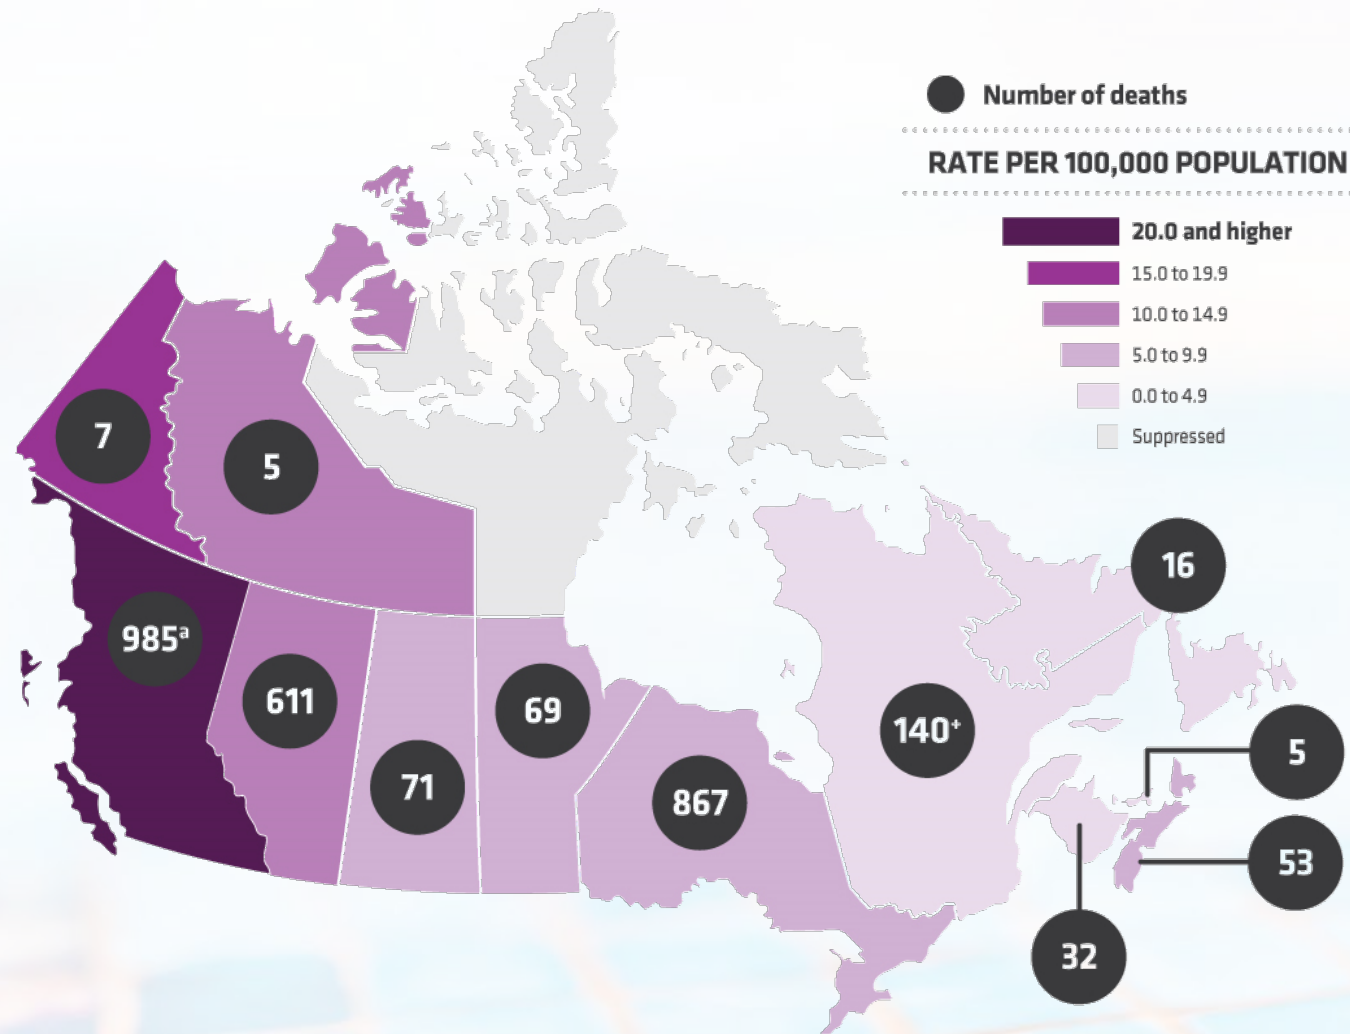 Number of deaths
RATE PER 100,000 POPULATION
20.0 and higher
15.0 to 19.9
10.0 to 14.9
5.0 to 9.9
0.0 to 4.9
Suppressed
7
5
16
985ᵃ
611
69
140⁺
71
867
5
53
32